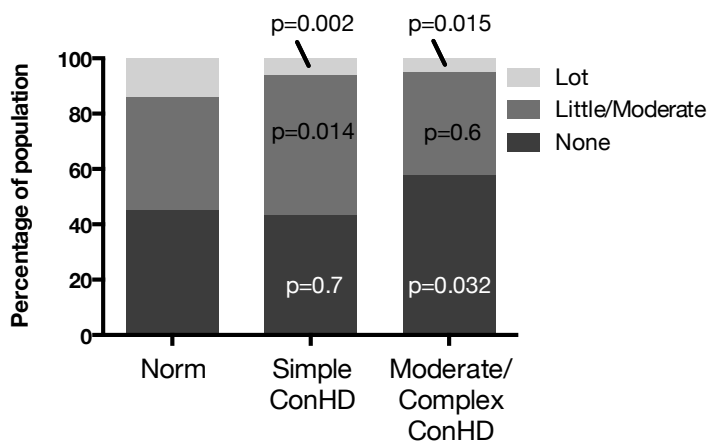 p=0.002
p=0.015
Percentage of population
100
80
60
40
20
0
p=0.014
p=0.6
p=0.7
p=0.032
Lot
Little/Moderate
None
Norm
Simple
ConHD
Moderate/
Complex
ConHD